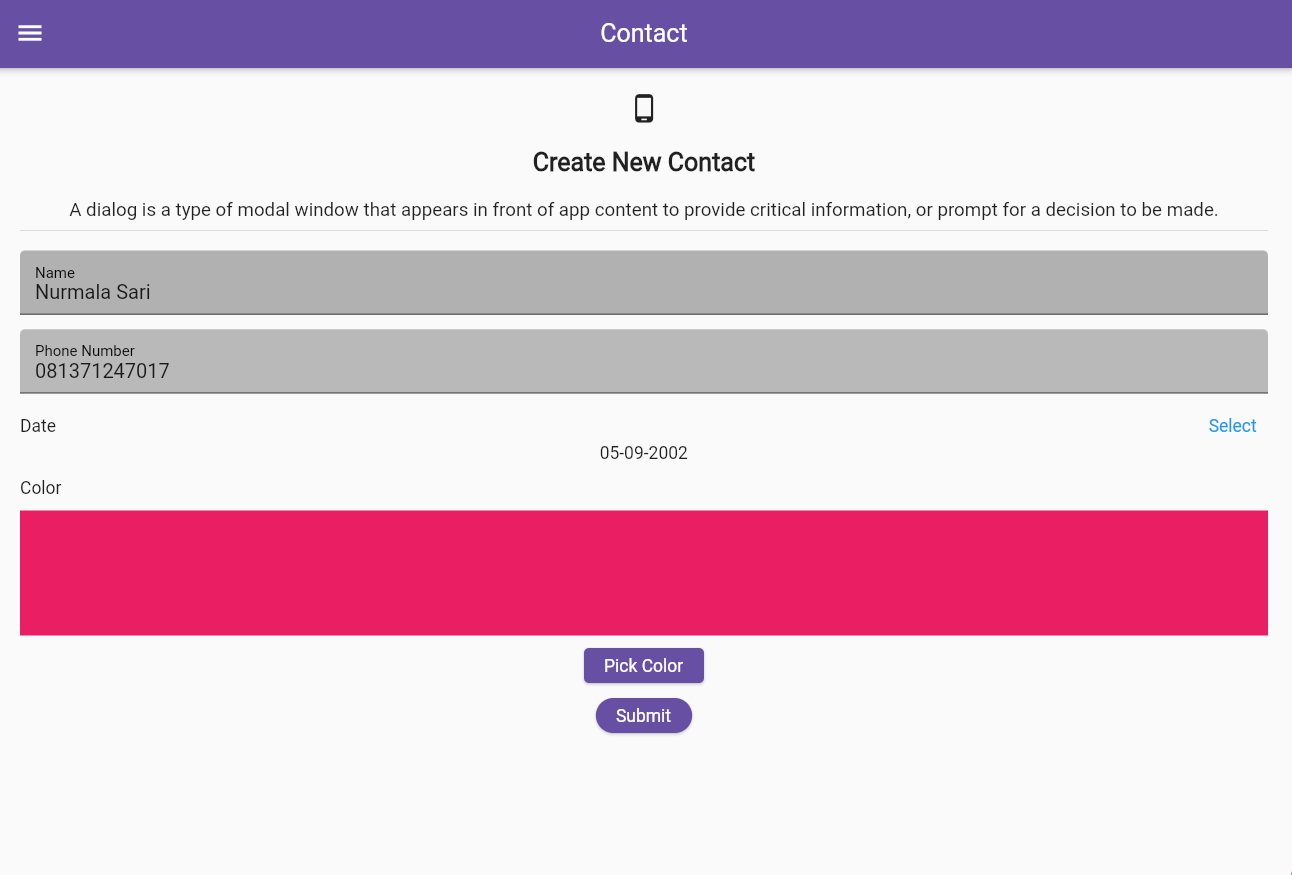 Contact
Create New Contact
A dialog is a type of modal window that appears in front of app content to provide critical information, or prompt for a decision to be made.
Name
Nurmala Sari
Phone Number
081371247017
Date
Select
05-09-2002
Color
Pick Color
Submit